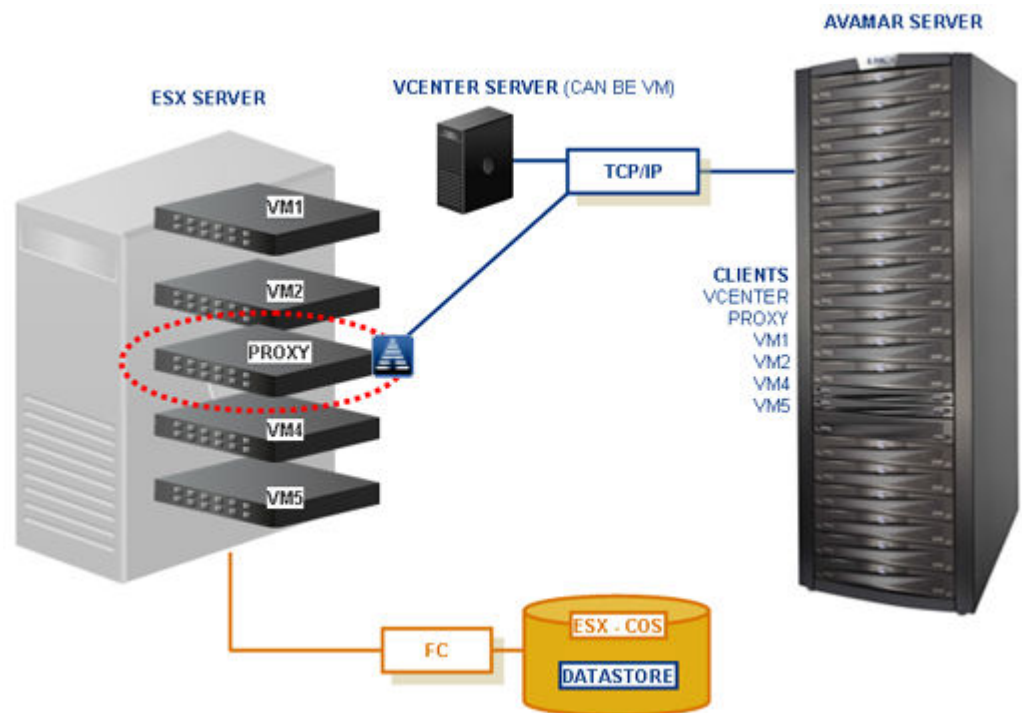 AVAMAR SERVER
VCENTER SERVER (CAN BE VM)
ESX SERVER
TCP/IP
VM1
VM2
PROXY
VM4
VM5
CLIENTS
VCENTER
PROXY
VM1
VM2
VM4
VM5
FC
ESX - COS
DATASTORE